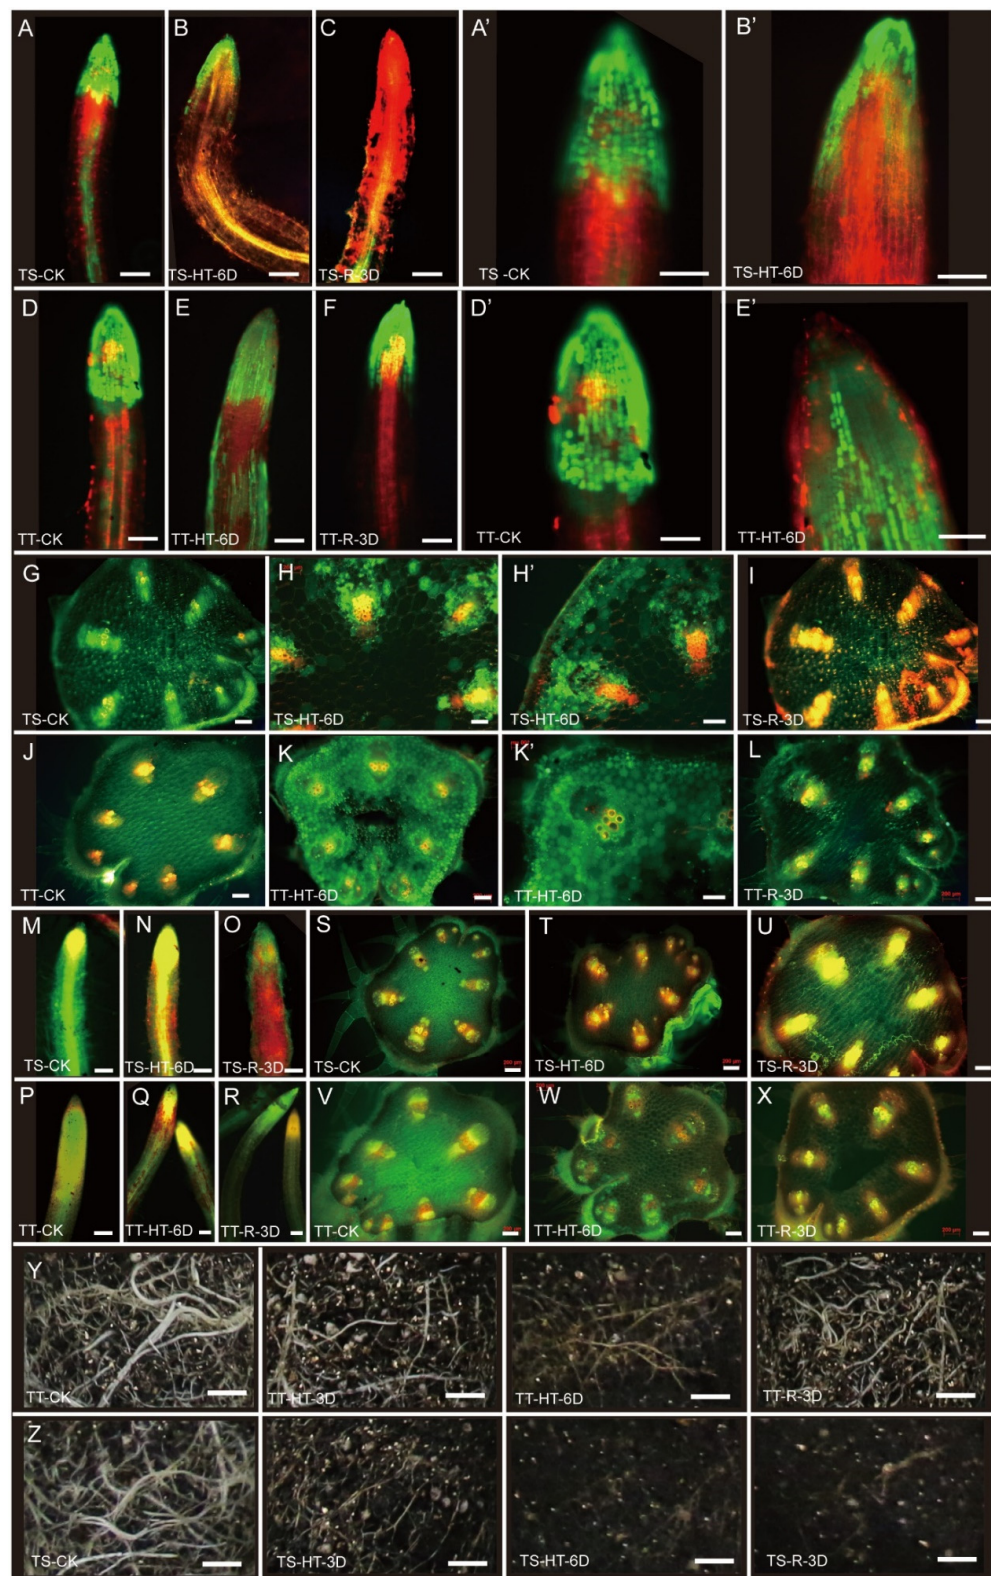 A B C A’ B’
TS-CK TS-HT-6D TS-R-3D TS -CK TS-HT-6D
D E F D’ E’
TT-CK TT-HT-6D TT-R-3D TT-CK TT-HT-6D
G H H’ I
TS-CK TS-HT-6D TS-HT-6D TS-R-3D
J K K’ L
TT-CK TT-HT-6D TT-HT-6D TT-R-3D
M N O S T U
TS-CK TS-HT-6D TS-R-3D TS-CK TS-HT-6D TS-R-3D
P Q R V W X
TT-CK TT-HT-6D TT-R-3D TT-CK TT-HT-6D TT-R-3D
Y
TT-CK TT-HT-3D TT-HT-6D TT-R-3D
Z
TS-CK TS-HT-3D TS-HT-6D TS-R-3D